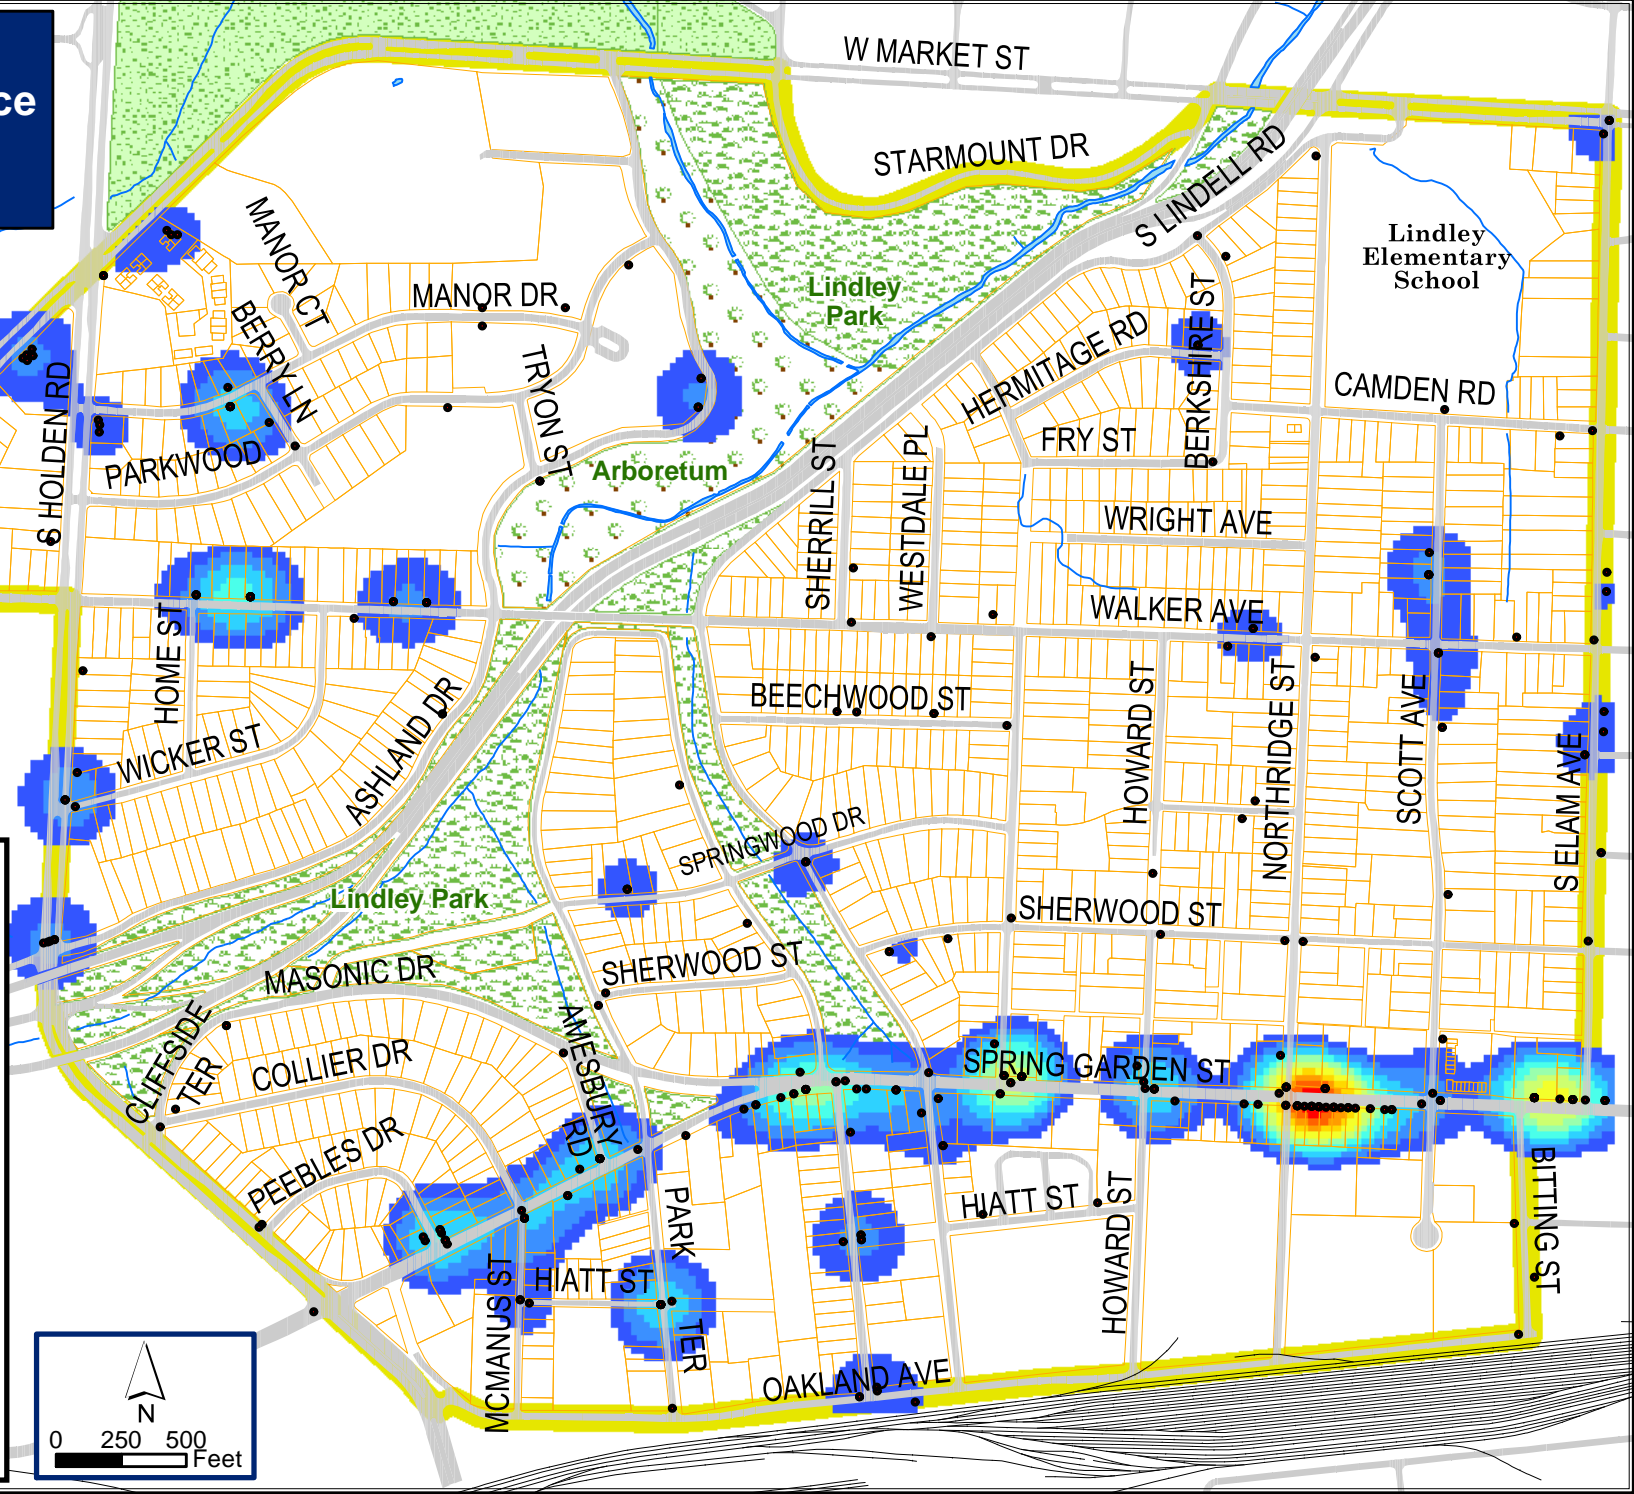 ce
W MARKET ST
STARMOUNT DR
S LINDELL RD
Lindley
Elementary
School
MANOR CT
MANOR DR
Lindley
Park
BERRY LN
TRYON ST
HERMITAGE RD
BERKSHIRE ST
CAMDEN RD
S HOLDEN RD
PARKWOOD
Arboretum
SHERRILL ST
WESTDALE PL
FRY ST
WRIGHT AVE
WALKER AVE
HOME ST
WICKER ST
ASHLAND DR
BEECHWOOD ST
HOWARD ST
NORTHRIDGE ST
SCOTT AVE
S ELAM AVE
SPRINGWOOD DR
Lindley Park
SHERWOOD ST
SHERWOOD ST
MASONIC DR
CLIFFSIDE
TER
COLLIER DR
AMESBURY
RD
SPRING GARDEN ST
PEEBLES DR
PARK
TER
HIATT ST
HOWARD ST
BITTING ST
HIATT ST
MCMANUS ST
OAKLAND AVE
N
0 250 500
Feet